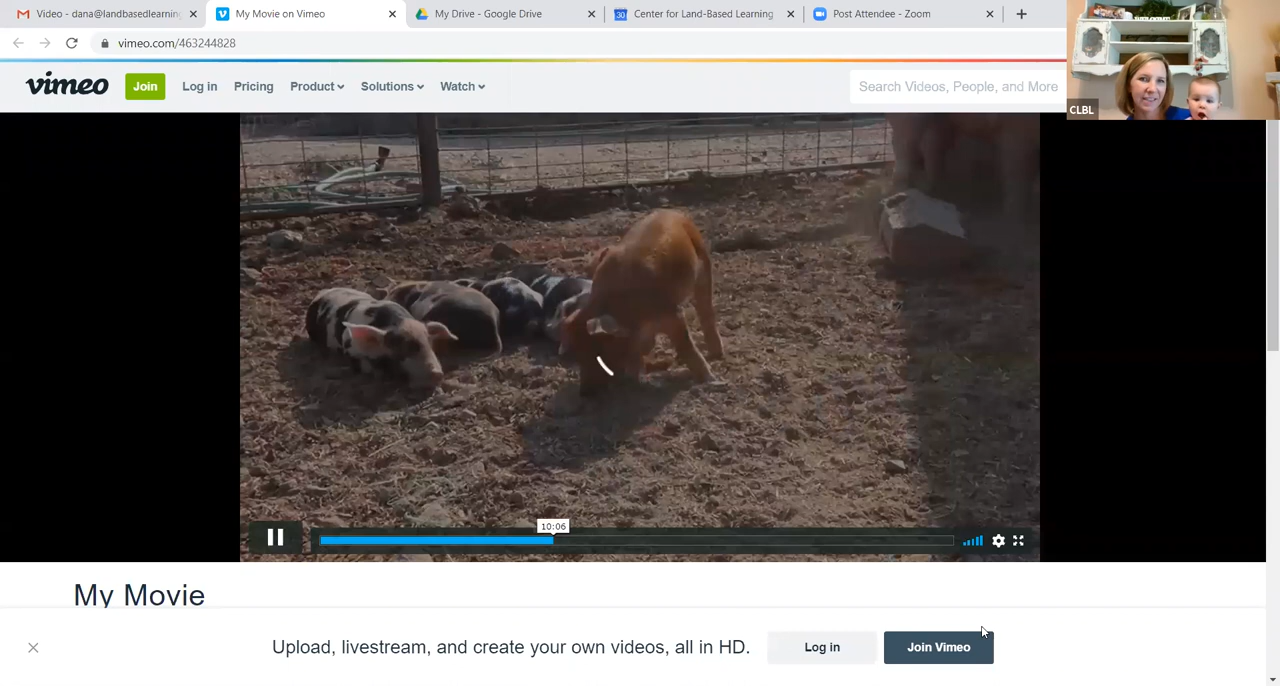 Video - dana@landbasedlearning
My Movie on Vimeo
My Drive - Google Drive
30
Center for Land-Based Learning
Post Attendee - Zoom
vimeo.com/463244828
vimeo
Join
Log in
Pricing
Product
Solutions
Watch
Search Videos, People, and More
CLBL
10:06
My Movie
Upload, livestream, and create your own videos, all in HD.
Log in
Join Vimeo